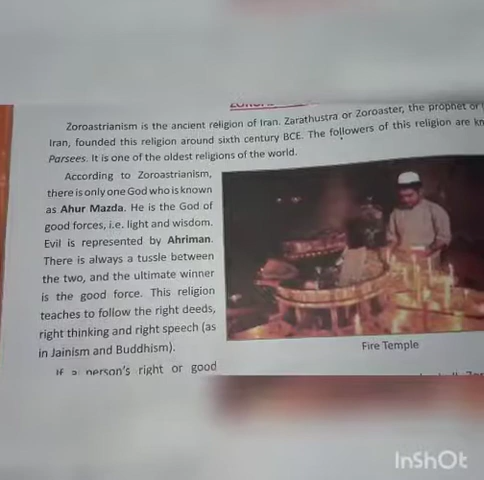 Zoroastrianism is the ancient religion of Iran. Zarathustra or Zoroaster, the prophet of
Iran, founded this religion around sixth century BCE. The followers of this religion are
Parsees. It is one of the oldest religions of the world.
According to Zoroastrianism,
there is only one God who is known
as Ahur Mazda. He is the God of
good forces, i.e. light and wisdom.
Evil is represented by Ahriman.
There is always a tussle between
the two, and the ultimate winner
is the good force. This religion
teaches to follow the right deeds,
right thinking and right speech (as
in Jainism and Buddhism).
If a person's right or good
Fire Temple
InShOt